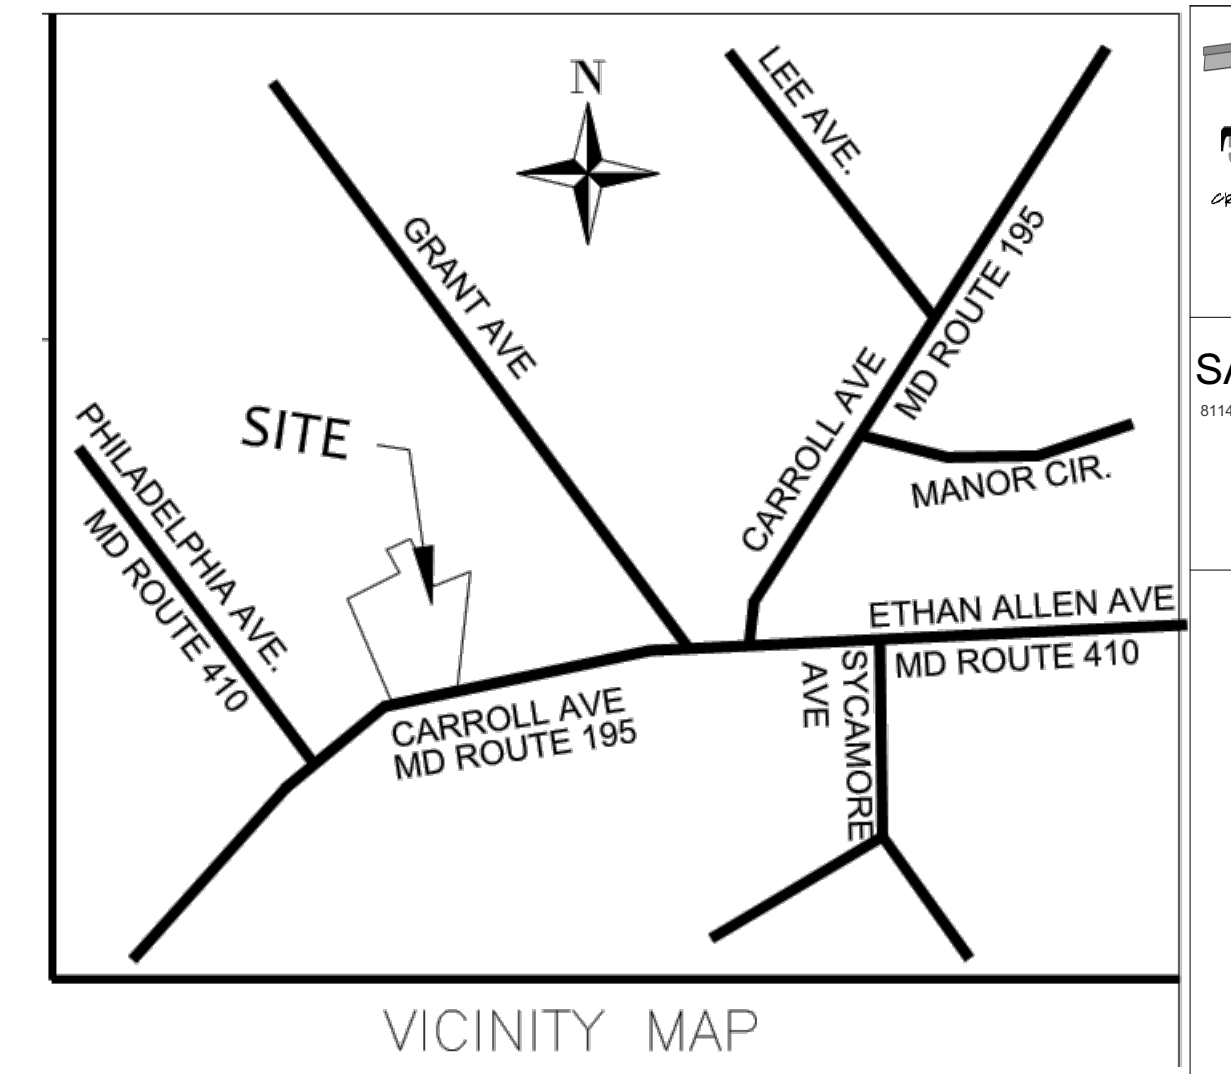 N
LEE AVE.
GRANT AVE
MD ROUTE 195
CARROLL AVE
SITE
PHILADELPHIA AVE.
MD ROUTE 410
MANOR CIR.
ETHAN ALLEN AVE
MD ROUTE 410
SYCAMORE
AVE
CARROLL AVE
MD ROUTE 195
VICINITY MAP
8114